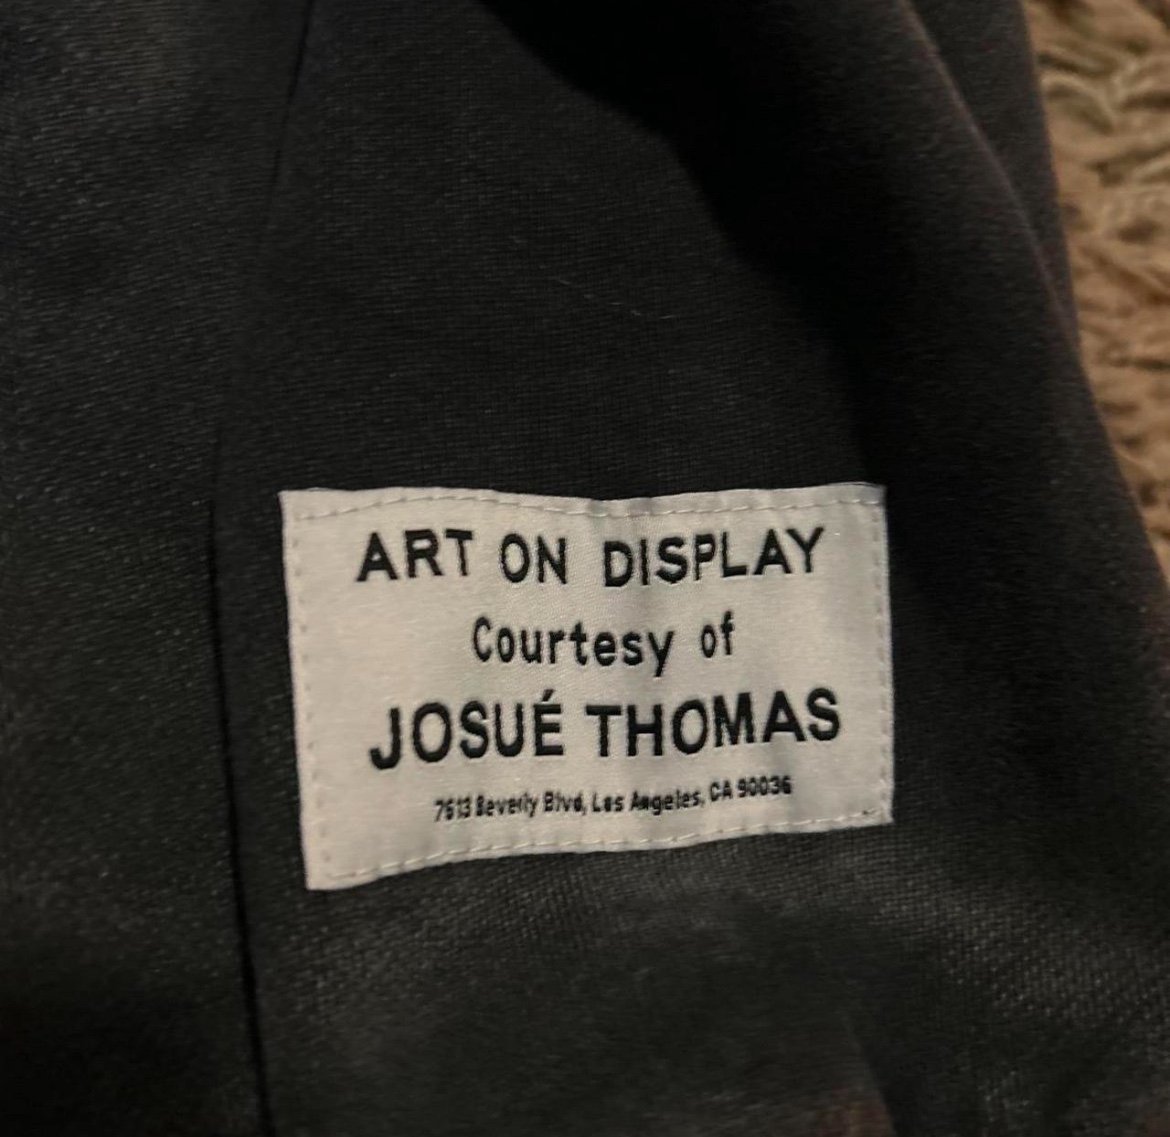 ART ON DISPLAY
Courtesy of
JOSUÉ THOMAS
7613 Beverly Blvd, Los Angeles, CA 90036